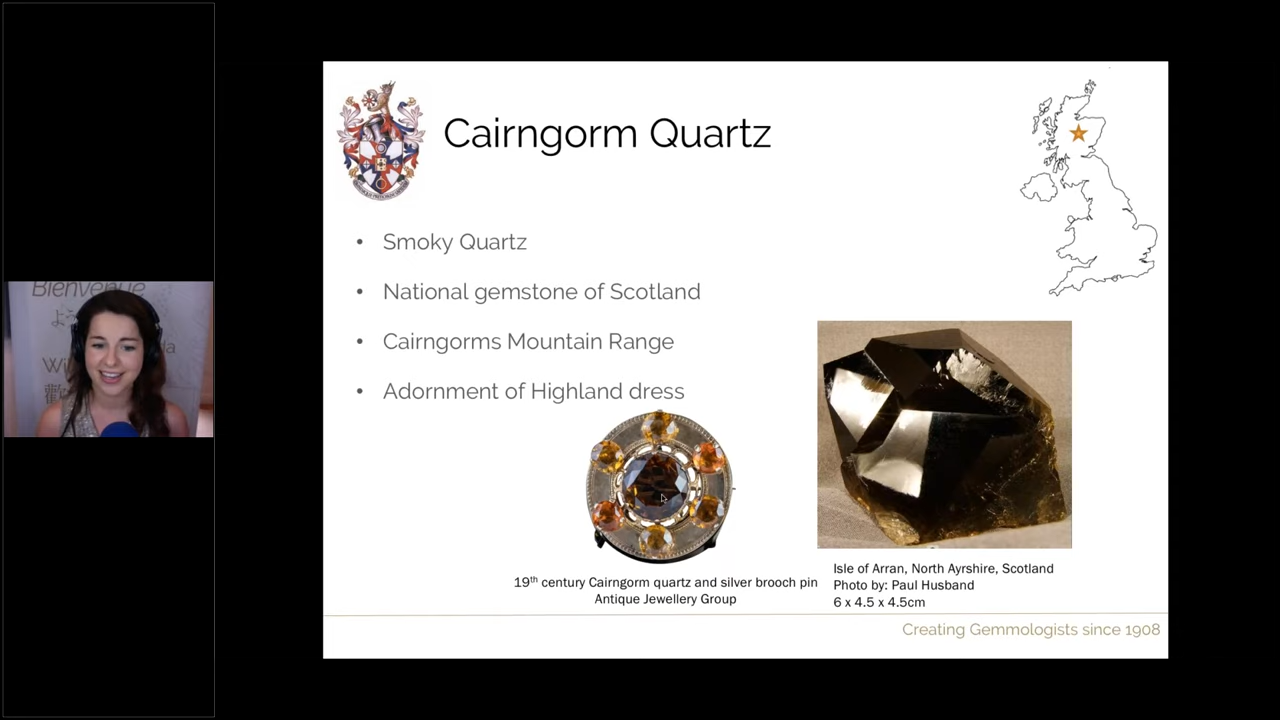 Bienvenue
Cairngorm Quartz
• Smoky Quartz
• National gemstone of Scotland
• Cairngorms Mountain Range
• Adornment of Highland dress
19th century Cairngorm quartz and silver brooch pin
Antique Jewellery Group
Isle of Arran, North Ayrshire, Scotland
Photo by: Paul Husband
6 x 4.5 x 4.5cm
Creating Gemmologists since 1908